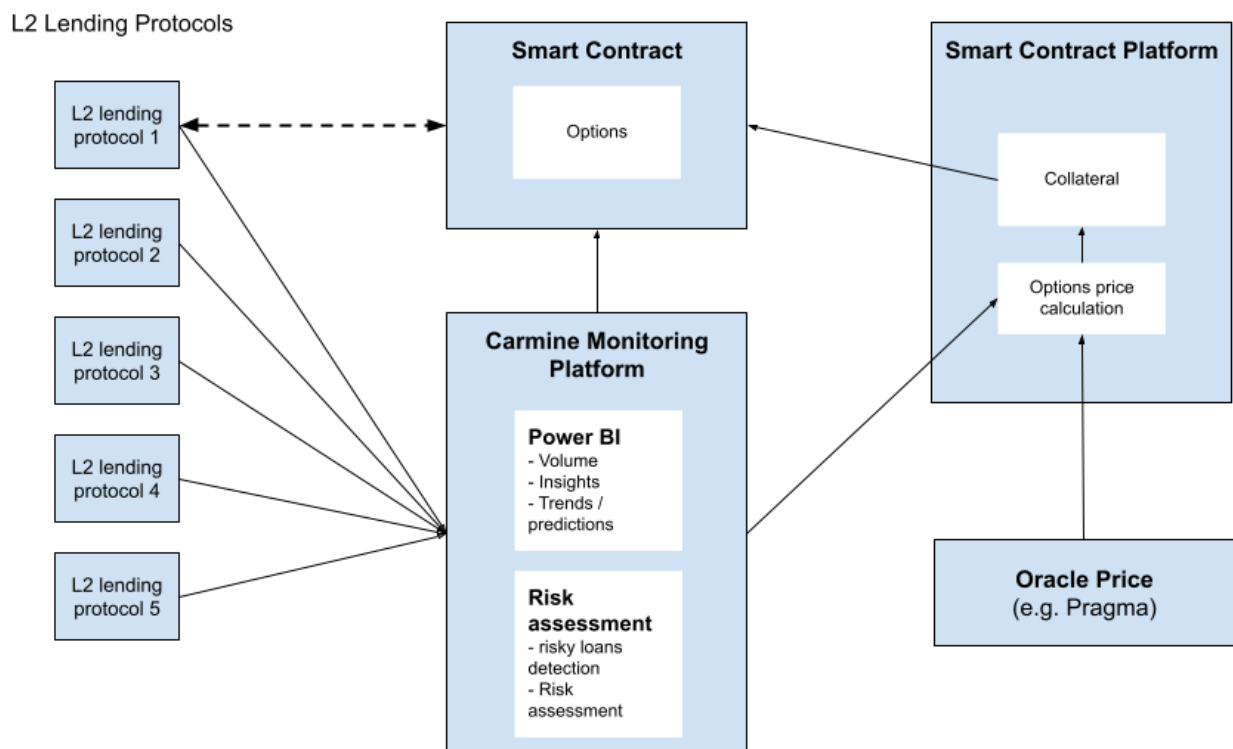 L2 Lending Protocols
L2 lending
protocol 1
L2 lending
protocol 2
L2 lending
protocol 3
L2 lending
protocol 4
L2 lending
protocol 5
Smart Contract
Options
Carmine Monitoring
Platform
Power BI
- Volume
- Insights
- Trends /
predictions
Risk
assessment
- risky loans
detection
- Risk
assessment
Smart Contract Platform
Collateral
Options price
calculation
Oracle Price
(e.g. Pragma)